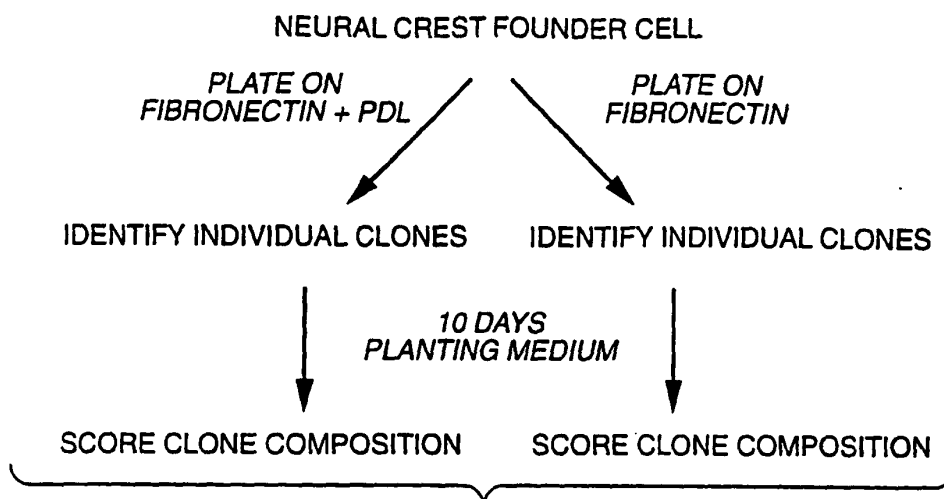 NEURAL CREST FOUNDER CELL
PLATE ON
FIBRONECTIN + PDL
PLATE ON
FIBRONECTIN
IDENTIFY INDIVIDUAL CLONES
IDENTIFY INDIVIDUAL CLONES
10 DAYS
PLANTING MEDIUM
SCORE CLONE COMPOSITION
SCORE CLONE COMPOSITION